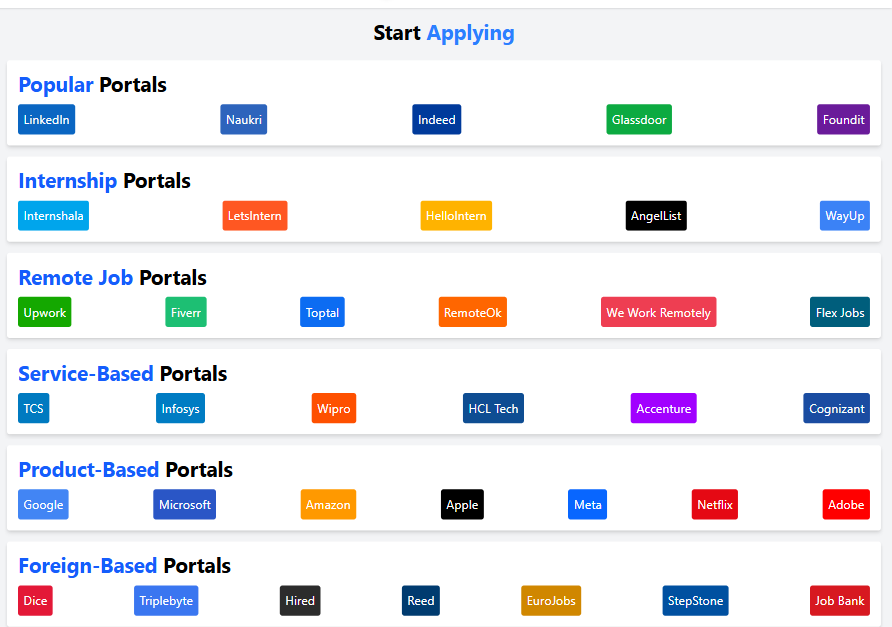 Start Applying
Popular Portals
LinkedIn Naukri Indeed Glassdoor Foundit
Internship Portals
Internshala LetsIntern HelloIntern AngelList WayUp
Remote Job Portals
Upwork Fiverr Toptal RemoteOk We Work Remotely Flex Jobs
Service-Based Portals
TCS Infosys Wipro HCL Tech Accenture Cognizant
Product-Based Portals
Google Microsoft Amazon Apple Meta Netflix Adobe
Foreign-Based Portals
Dice Triplebyte Hired Reed EuroJobs StepStone Job Bank